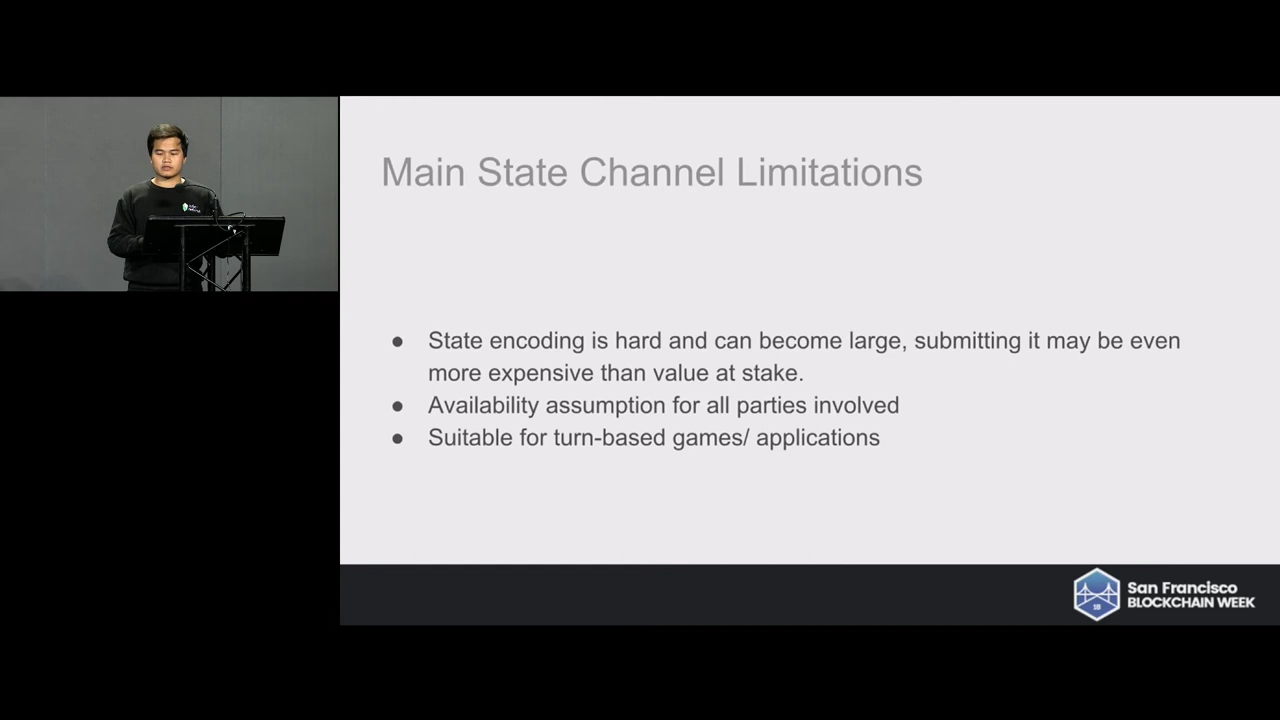 Main State Channel Limitations
● State encoding is hard and can become large, submitting it may be even
more expensive than value at stake.
● Availability assumption for all parties involved
● Suitable for turn-based games/ applications
18
San Francisco
BLOCKCHAIN WEEK